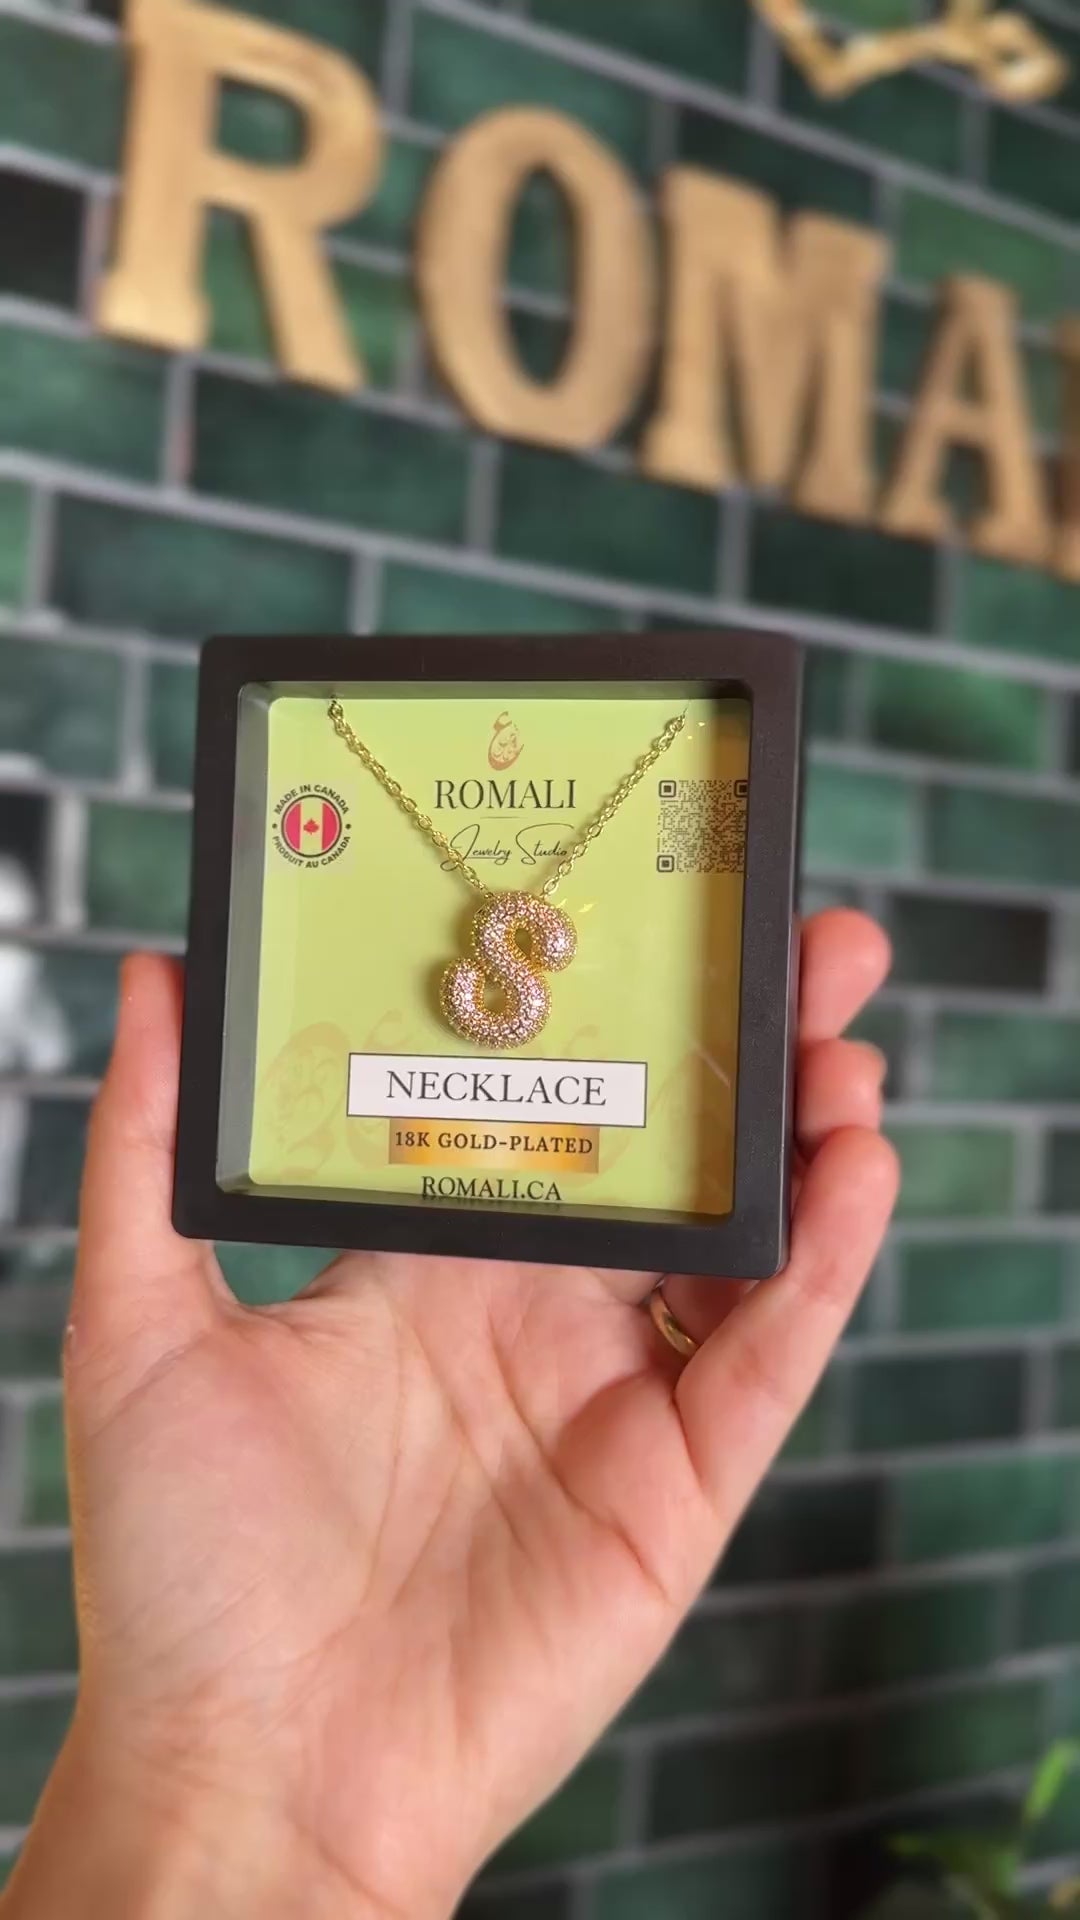 ROMA
ROMALI
Jewelry Studio
MADE IN CANADA
PRODUIT AU CANADA
NECKLACE
18K GOLD-PLATED
ROMALI.CA